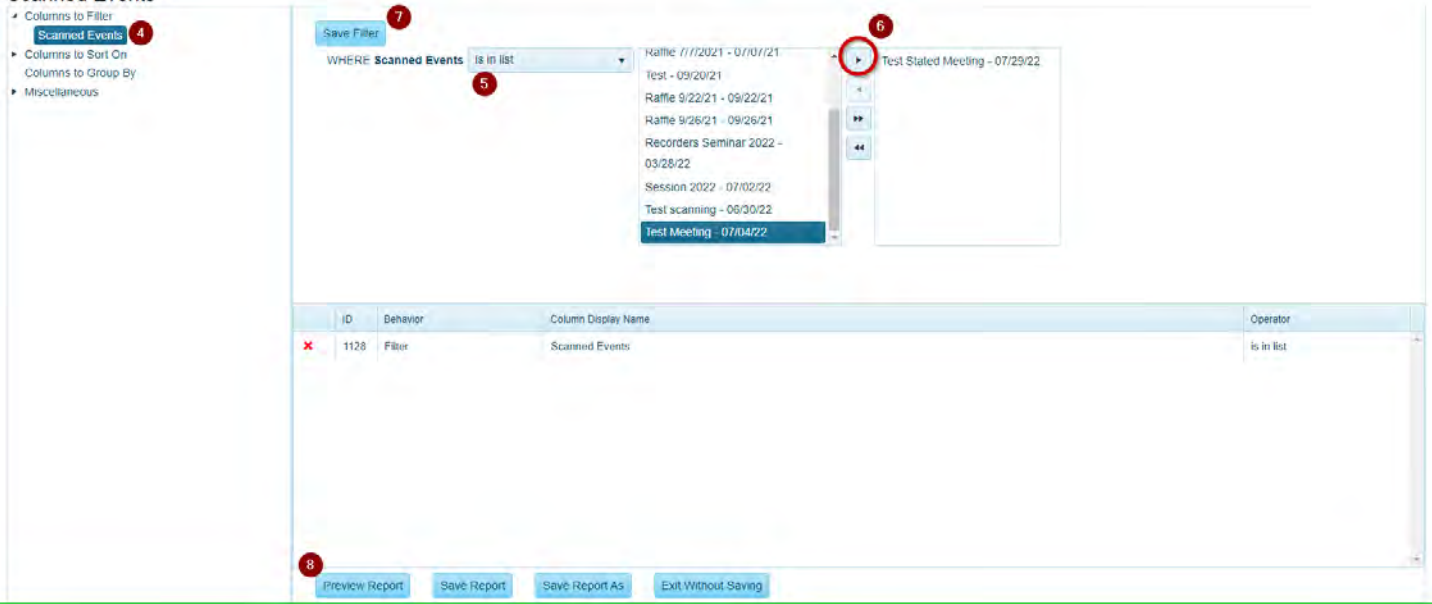 Scanned Events
Columns to Filter
Scanned Events 4
Columns to Sort On
Columns to Group By
Miscellaneous
7
Save Filter
6
WHERE Scanned Events is in list
5
Raffle 7/7/2021 - 07/07/21
Test - 09/20/21
Raffle 9/22/21 - 09/22/21
Raffle 9/26/21 - 09/26/21
Recorders Seminar 2022 -
03/28/22
Session 2022 - 07/02/22
Test scanning - 06/30/22
Test Meeting - 07/04/22
Test Stated Meeting - 07/29/22
ID Behavior Column Display Name Operator
1128 Filter Scanned Events is in list
8
Preview Report Save Report Save Report As Exit Without Saving